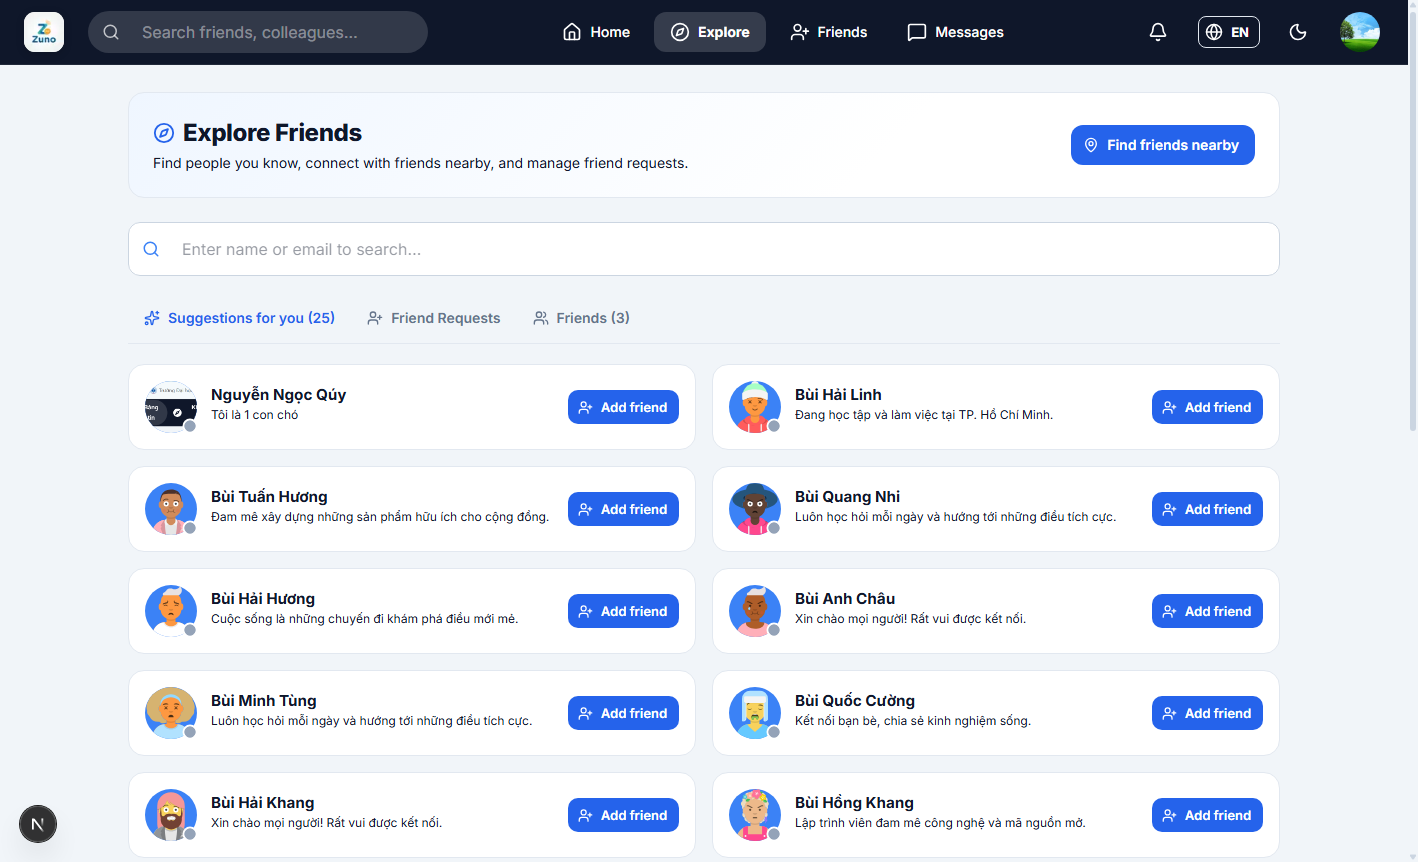 Zuno
Search friends, colleagues...
Home
Explore
Friends
Messages
EN
Explore Friends
Find people you know, connect with friends nearby, and manage friend requests.
Find friends nearby
Enter name or email to search...
Suggestions for you (25)
Friend Requests
Friends (3)
Nguyễn Ngọc Qúy
Tôi là 1 con chó
Add friend
Bùi Hải Linh
Đang học tập và làm việc tại TP. Hồ Chí Minh.
Add friend
Bùi Tuấn Hương
Đam mê xây dựng những sản phẩm hữu ích cho cộng đồng.
Add friend
Bùi Quang Nhi
Luôn học hỏi mỗi ngày và hướng tới những điều tích cực.
Add friend
Bùi Hải Hương
Cuộc sống là những chuyến đi khám phá điều mới mẻ.
Add friend
Bùi Anh Châu
Xin chào mọi người! Rất vui được kết nối.
Add friend
Bùi Minh Tùng
Luôn học hỏi mỗi ngày và hướng tới những điều tích cực.
Add friend
Bùi Quốc Cường
Kết nối bạn bè, chia sẻ kinh nghiệm sống.
Add friend
Bùi Hải Khang
Xin chào mọi người! Rất vui được kết nối.
Add friend
Bùi Hồng Khang
Lập trình viên đam mê công nghệ và mã nguồn mở.
Add friend
N